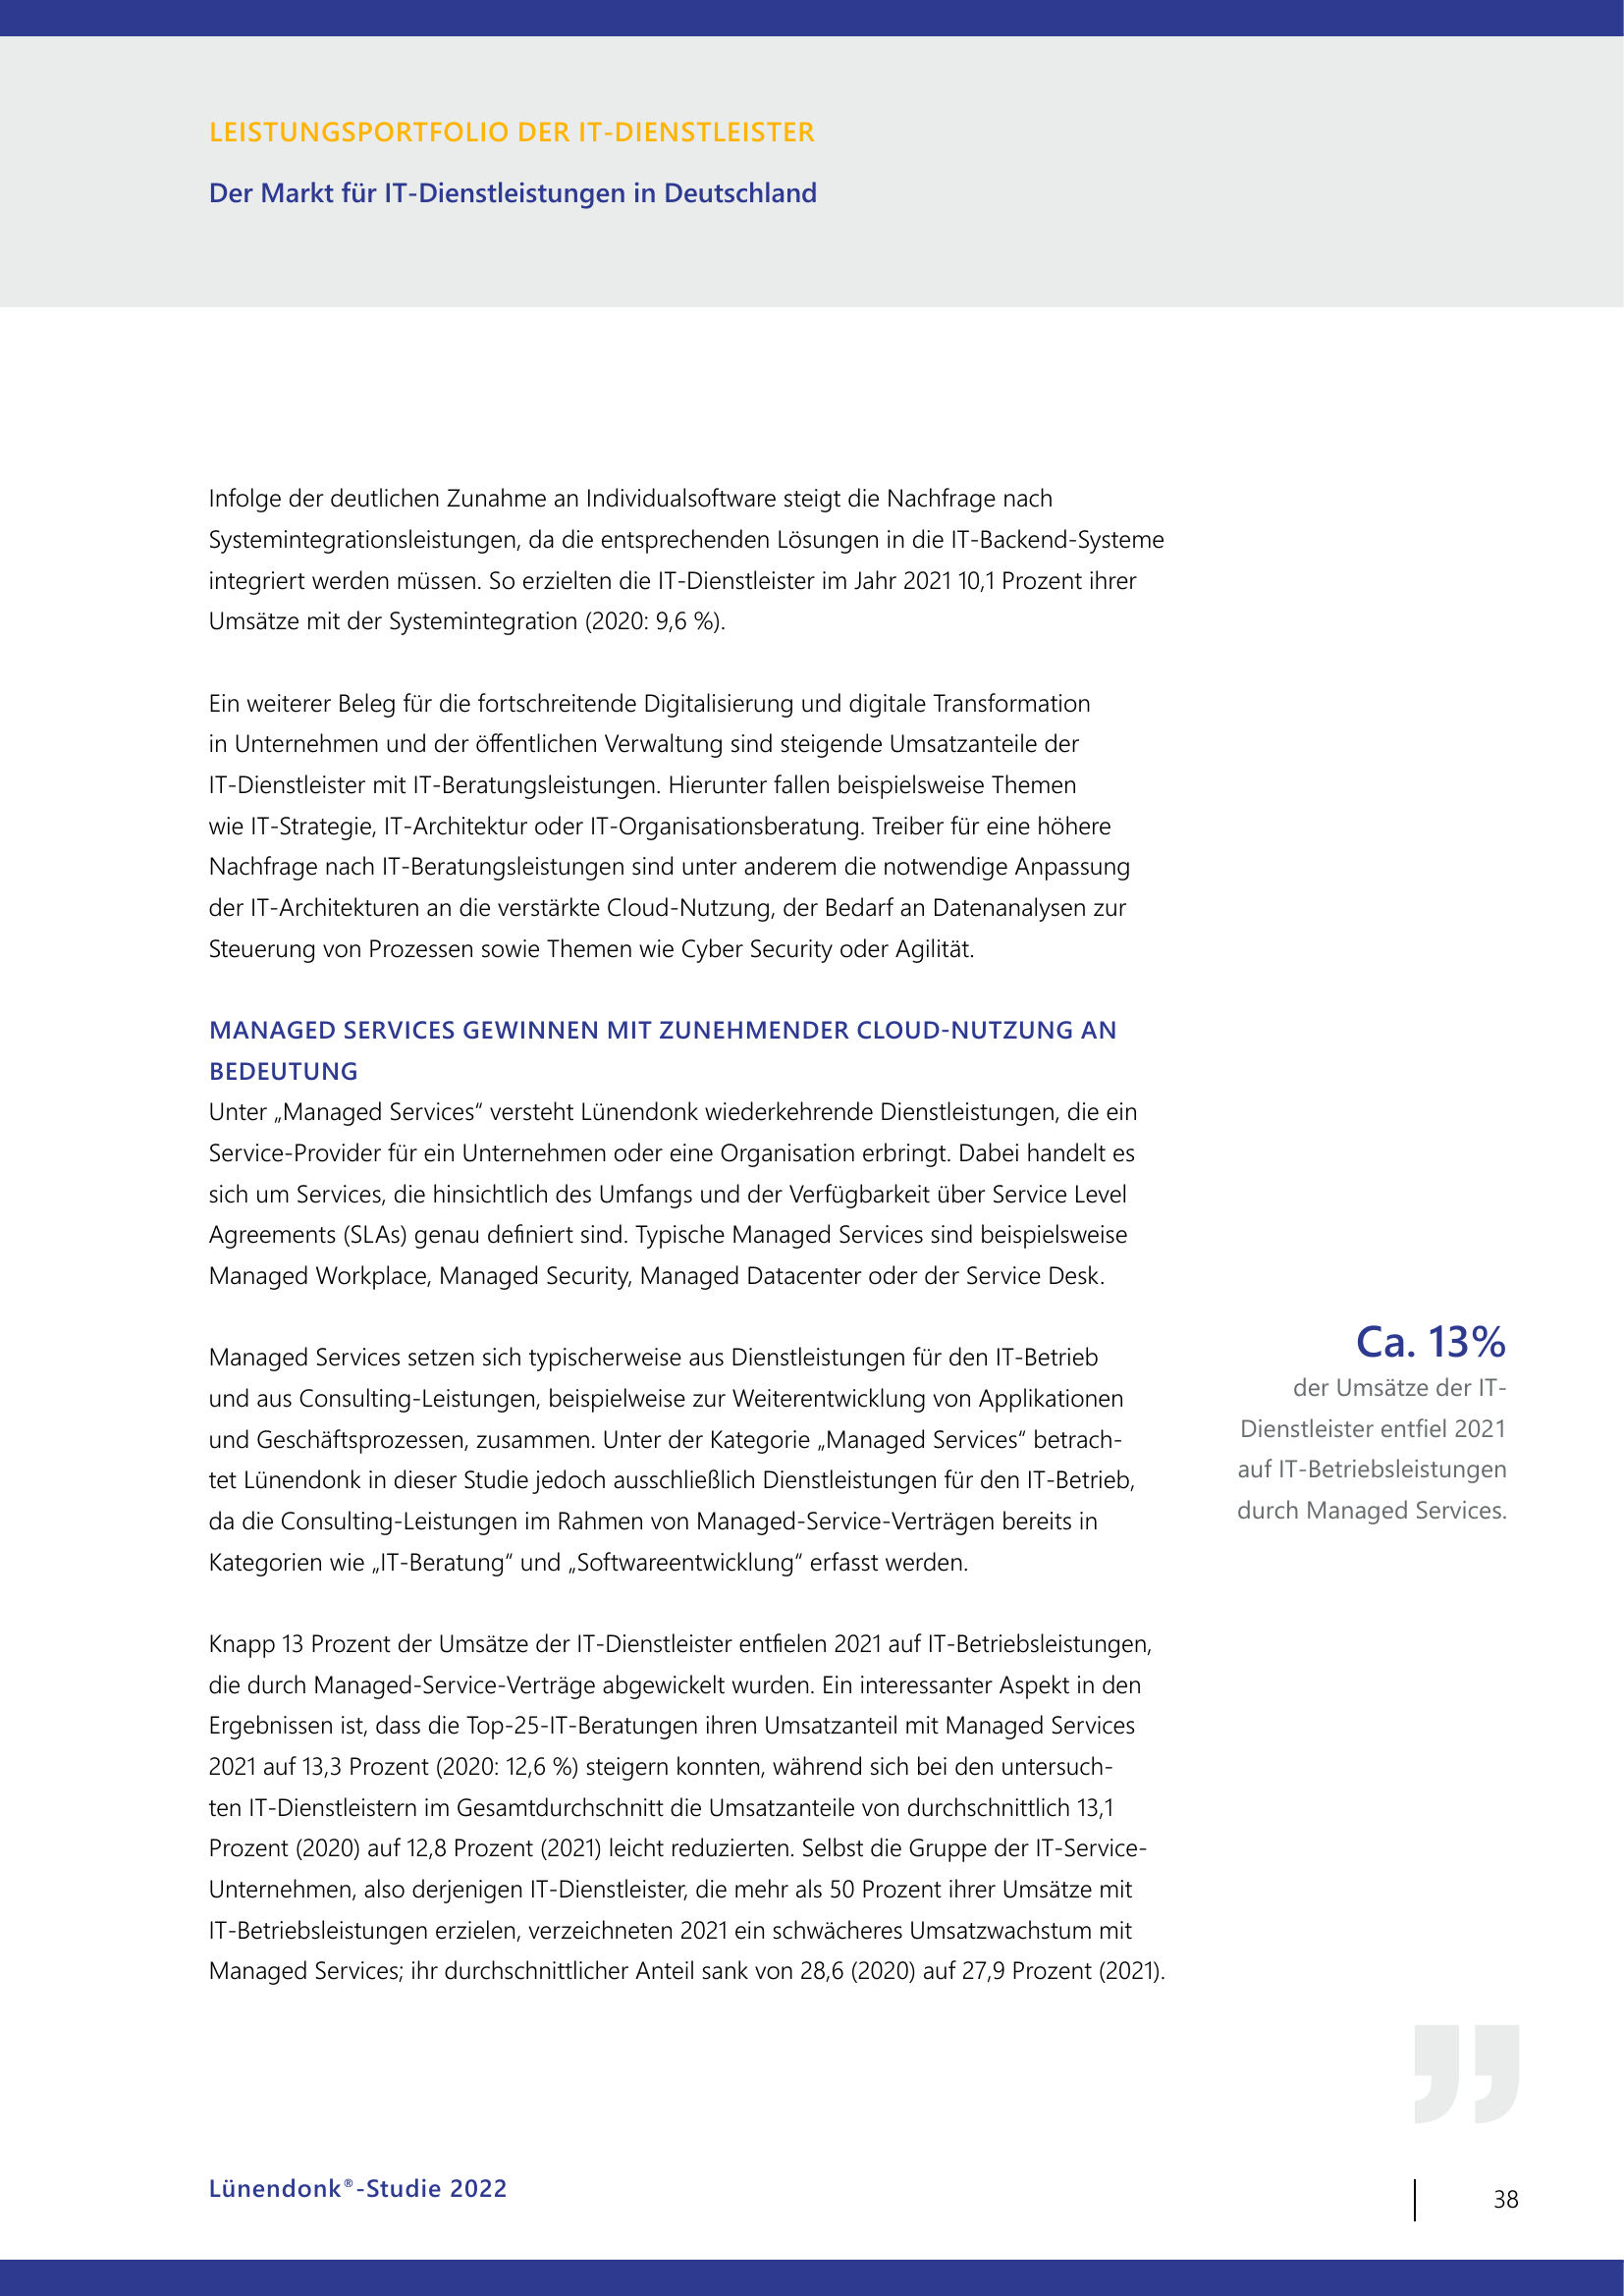 LEISTUNGSPORTFOLIO DER IT-DIENSTLEISTER
Der Markt für IT-Dienstleistungen in Deutschland
Infolge der deutlichen Zunahme an Individualsoftware steigt die Nachfrage nach
Systemintegrationsleistungen, da die entsprechenden Lösungen in die IT-Backend-Systeme
integriert werden müssen. So erzielten die IT-Dienstleister im Jahr 2021 10,1 Prozent ihrer
Umsätze mit der Systemintegration (2020: 9,6 %).
Ein weiterer Beleg für die fortschreitende Digitalisierung und digitale Transformation
in Unternehmen und der öffentlichen Verwaltung sind steigende Umsatzanteile der
IT-Dienstleister mit IT-Beratungsleistungen. Hierunter fallen beispielsweise Themen
wie IT-Strategie, IT-Architektur oder IT-Organisationsberatung. Treiber für eine höhere
Nachfrage nach IT-Beratungsleistungen sind unter anderem die notwendige Anpassung
der IT-Architekturen an die verstärkte Cloud-Nutzung, der Bedarf an Datenanalysen zur
Steuerung von Prozessen sowie Themen wie Cyber Security oder Agilität.
MANAGED SERVICES GEWINNEN MIT ZUNEHMENDER CLOUD-NUTZUNG AN
BEDEUTUNG
Unter „Managed Services“ versteht Lünendonk wiederkehrende Dienstleistungen, die ein
Service-Provider für ein Unternehmen oder eine Organisation erbringt. Dabei handelt es
sich um Services, die hinsichtlich des Umfangs und der Verfügbarkeit über Service Level
Agreements (SLAs) genau definiert sind. Typische Managed Services sind beispielsweise
Managed Workplace, Managed Security, Managed Datacenter oder der Service Desk.
Managed Services setzen sich typischerweise aus Dienstleistungen für den IT-Betrieb
und aus Consulting-Leistungen, beispielweise zur Weiterentwicklung von Applikationen
und Geschäftsprozessen, zusammen. Unter der Kategorie „Managed Services“ betrach-
tet Lünendonk in dieser Studie jedoch ausschließlich Dienstleistungen für den IT-Betrieb,
da die Consulting-Leistungen im Rahmen von Managed-Service-Verträgen bereits in
Kategorien wie „IT-Beratung“ und „Softwareentwicklung“ erfasst werden.
Ca. 13%
der Umsätze der IT-
Dienstleister entfiel 2021
auf IT-Betriebsleistungen
durch Managed Services.
Knapp 13 Prozent der Umsätze der IT-Dienstleister entfielen 2021 auf IT-Betriebsleistungen,
die durch Managed-Service-Verträge abgewickelt wurden. Ein interessanter Aspekt in den
Ergebnissen ist, dass die Top-25-IT-Beratungen ihren Umsatzanteil mit Managed Services
2021 auf 13,3 Prozent (2020: 12,6 %) steigern konnten, während sich bei den untersuch-
ten IT-Dienstleistern im Gesamtdurchschnitt die Umsatzanteile von durchschnittlich 13,1
Prozent (2020) auf 12,8 Prozent (2021) leicht reduzierten. Selbst die Gruppe der IT-Service-
Unternehmen, also derjenigen IT-Dienstleister, die mehr als 50 Prozent ihrer Umsätze mit
IT-Betriebsleistungen erzielen, verzeichneten 2021 ein schwächeres Umsatzwachstum mit
Managed Services; ihr durchschnittlicher Anteil sank von 28,6 (2020) auf 27,9 Prozent (2021).
Lünendonk®-Studie 2022
38